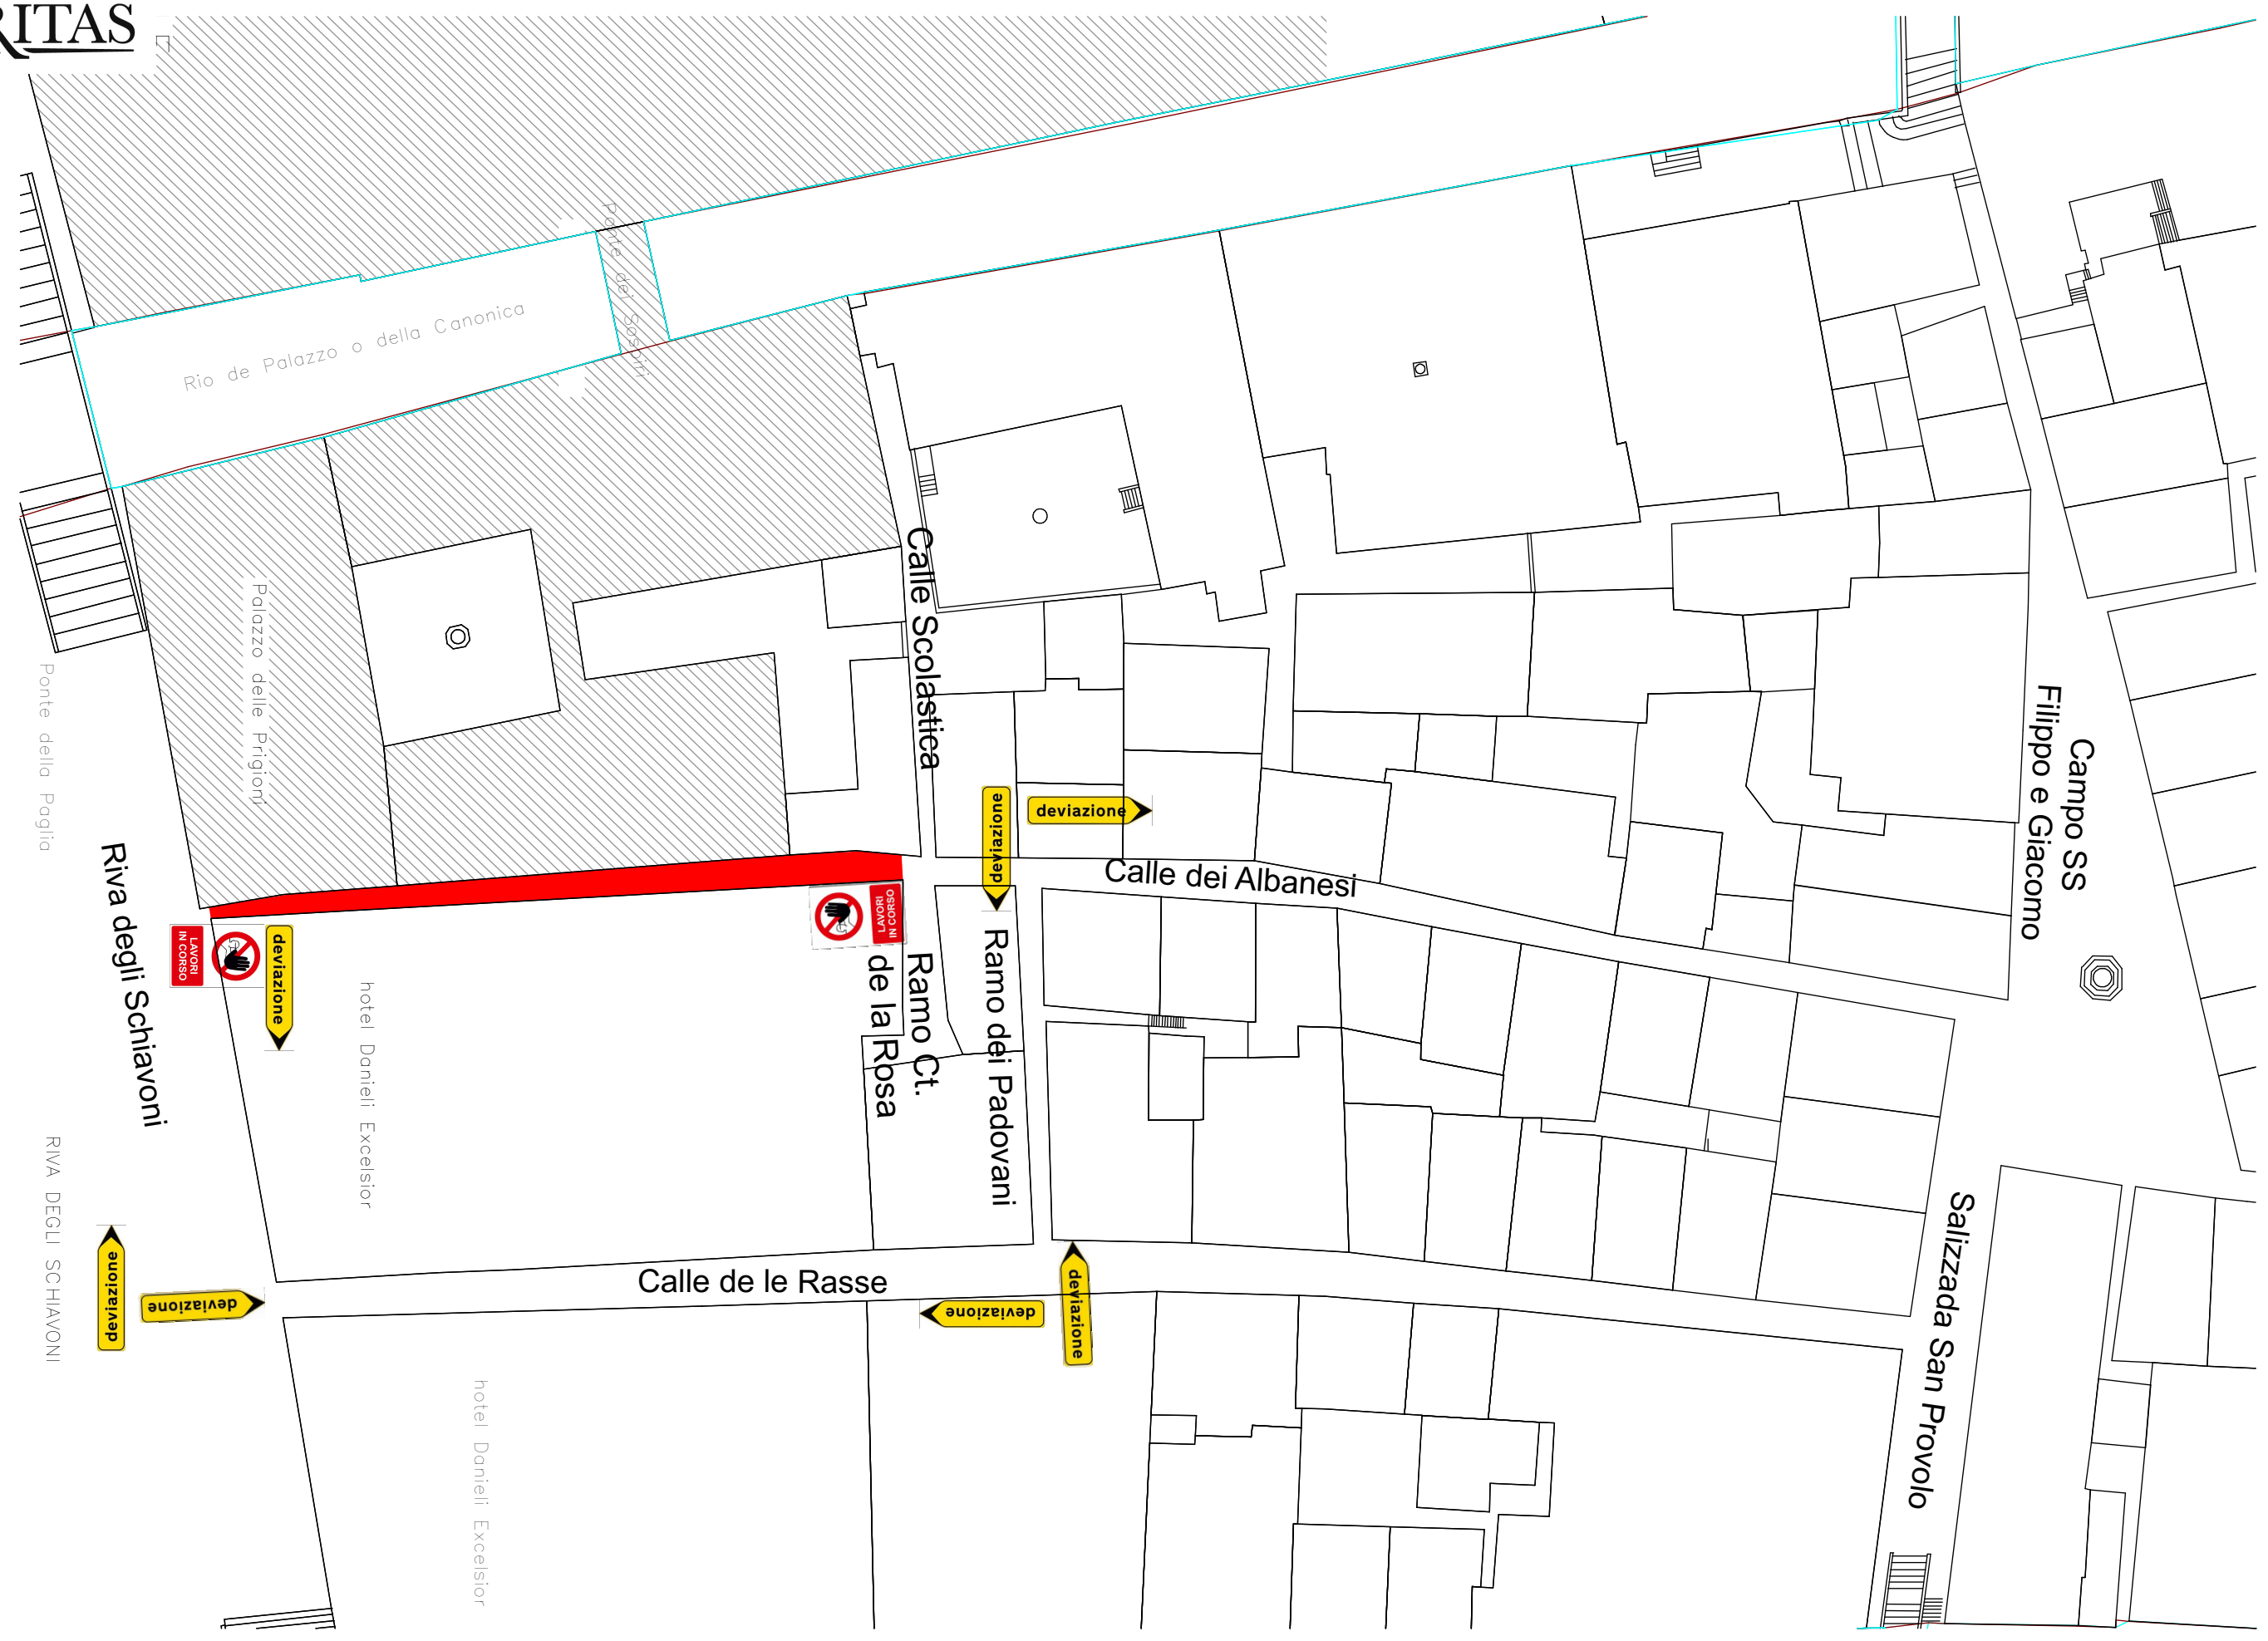 RITAS
Rio de Palazzo o della Canonica
Ponte dei Sospiri
Palazzo delle Prigioni
Ponte della Paglia
Calle Scolastica
Campo SS
Filippo e Giacomo
deviazione
deviazione
Calle dei Albanesi
Riva degli Schiavoni
LAVORI
IN CORSO
deviazione
LAVORI
IN CORSO
Ramo Ct.
de la Rosa
Ramo dei Padovani
hotel Danieli Excelsior
RIVA DEGLI SCHIAVONI
deviazione
deviazione
Calle de le Rasse
deviazione
deviazione
Salizzada San Provolo
hotel Danieli Excelsior